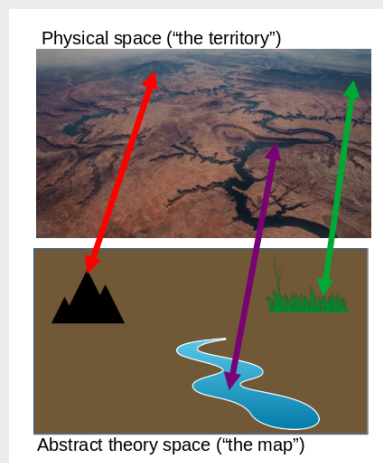 Physical space (“the territory”)
Abstract theory space (“the map”)